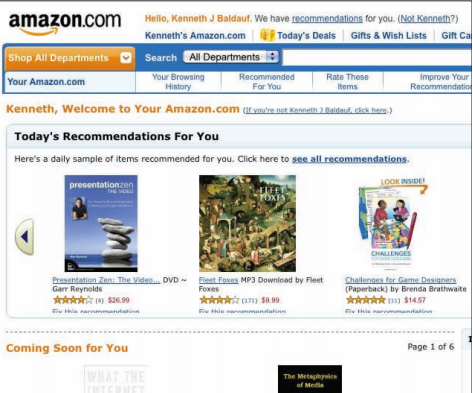 amazon.com
Hello, Kenneth J Baldauf. We have recommendations for you. (Not Kenneth?)
Kenneth's Amazon.com | Today's Deals | Gifts & Wish Lists | Gift Ca
Shop All Departments Search All Departments
Your Amazon.com Your Browsing History Recommended For You Rate These Items Improve Your Recommendation
Kenneth, Welcome to Your Amazon.com (If you're not Kenneth J Baldauf, click here.)
Today's Recommendations For You
Here's a daily sample of items recommended for you. Click here to see all recommendations.
presentationzen
THE VIDEO
FLEET FOXES
LOOK INSIDE!
CHALLENGES
Presentation Zen: The Video... DVD ~
Garr Reynolds
(4) $26.99
Fix this recommendation
Fleet Foxes MP3 Download by Fleet
Foxes
(171) $9.99
Fix this recommendation
Challenges for Game Designers
(Paperback) by Brenda Brathwaite
(11) $14.57
Fix this recommendation
Coming Soon for You Page 1 of 6
WHAT THE
INTERNET
The Metaphysics
of Media